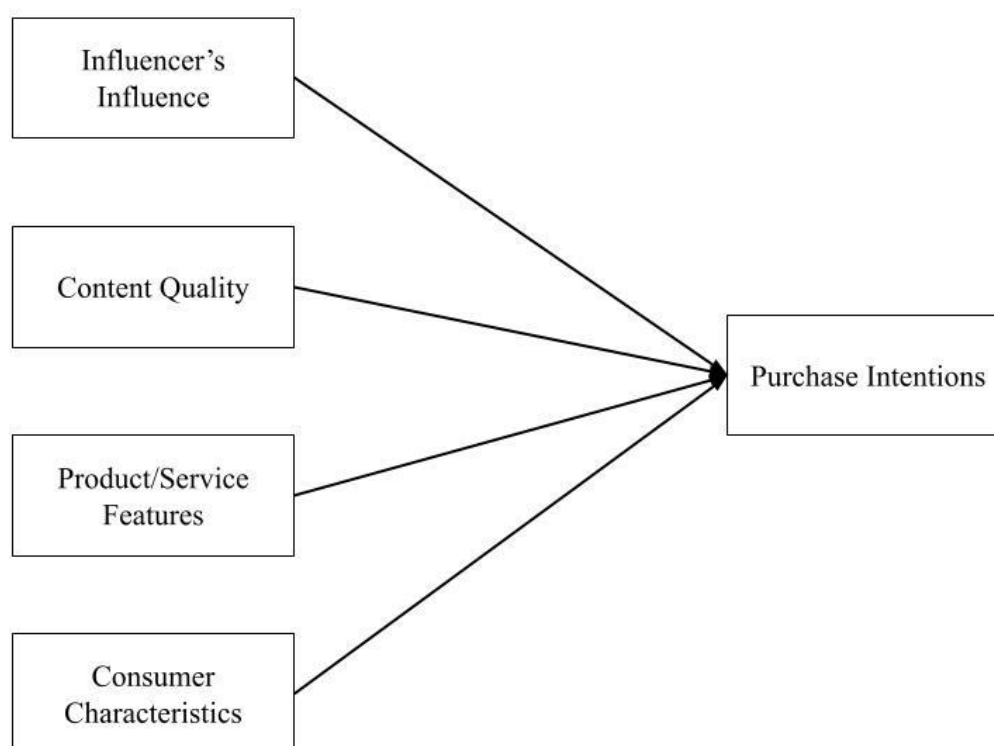 Influencer’s
Influence
Content Quality
Purchase Intentions
Product/Service
Features
Consumer
Characteristics